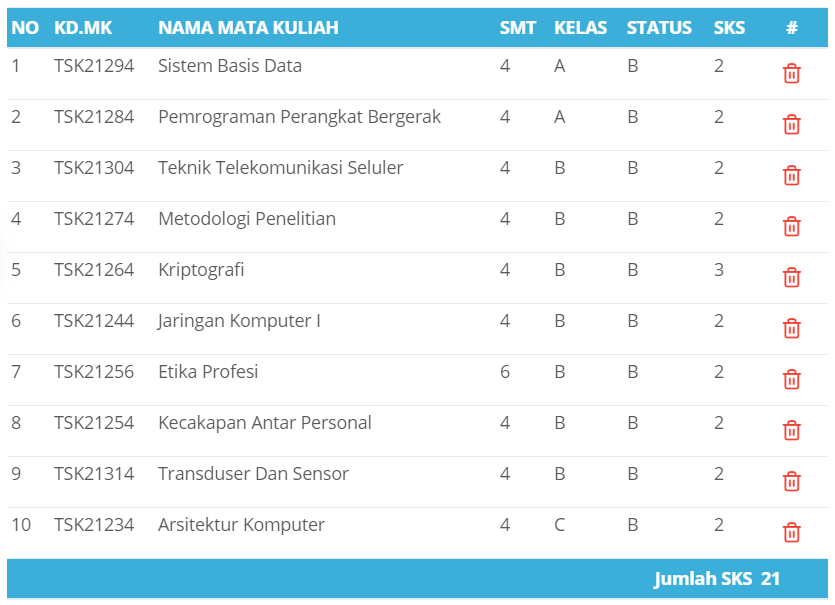 NO KD.MK NAMA MATA KULIAH SMT KELAS STATUS SKS #
1 TSK21294 Sistem Basis Data 4 A B 2
2 TSK21284 Pemrograman Perangkat Bergerak 4 A B 2
3 TSK21304 Teknik Telekomunikasi Seluler 4 B B 2
4 TSK21274 Metodologi Penelitian 4 B B 2
5 TSK21264 Kriptografi 4 B B 3
6 TSK21244 Jaringan Komputer I 4 B B 2
7 TSK21256 Etika Profesi 6 B B 2
8 TSK21254 Kecakapan Antar Personal 4 B B 2
9 TSK21314 Transduser Dan Sensor 4 B B 2
10 TSK21234 Arsitektur Komputer 4 C B 2
Jumlah SKS 21